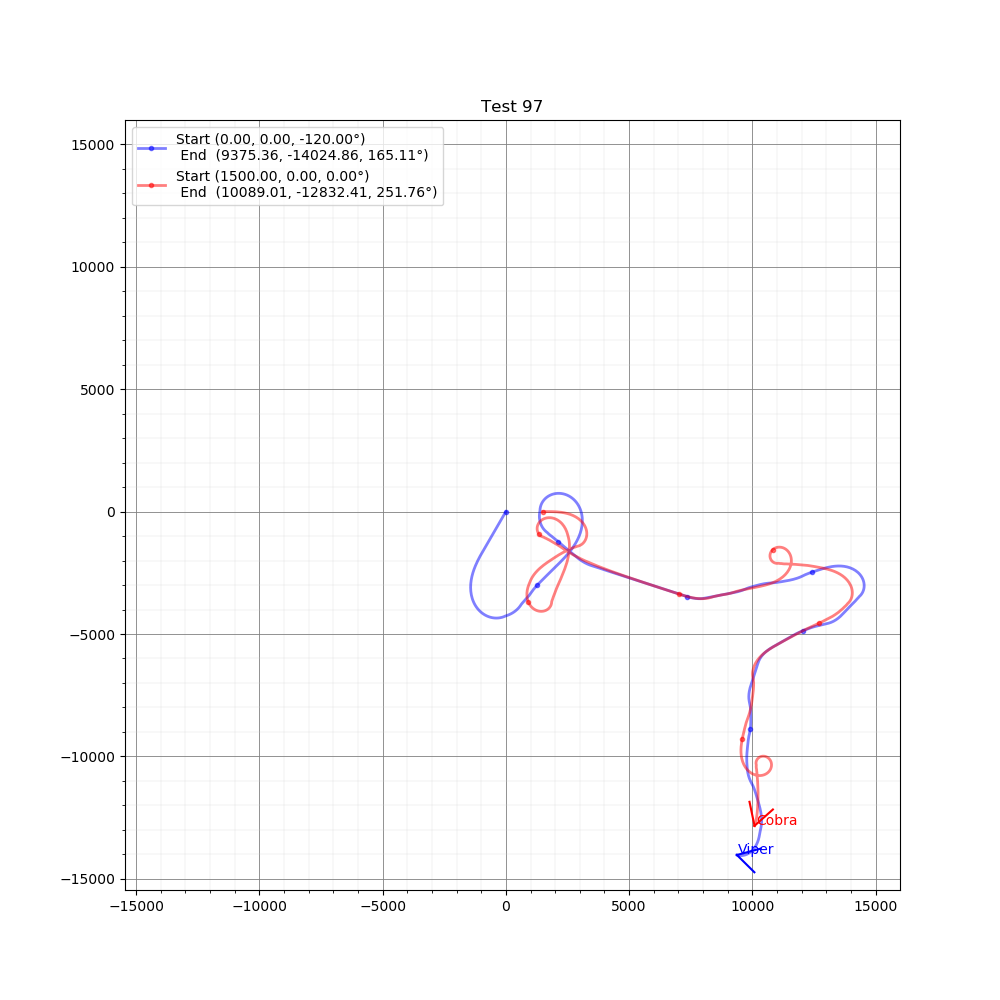 Test 97
Start (0.00, 0.00, -120.00°)
End  (9375.36, -14024.86, 165.11°)
Start (1500.00, 0.00, 0.00°)
End  (10089.01, -12832.41, 251.76°)
15000
10000
5000
0
−5000
−10000
−15000
Cobra
Viper
−15000 −10000 −5000 0 5000 10000 15000